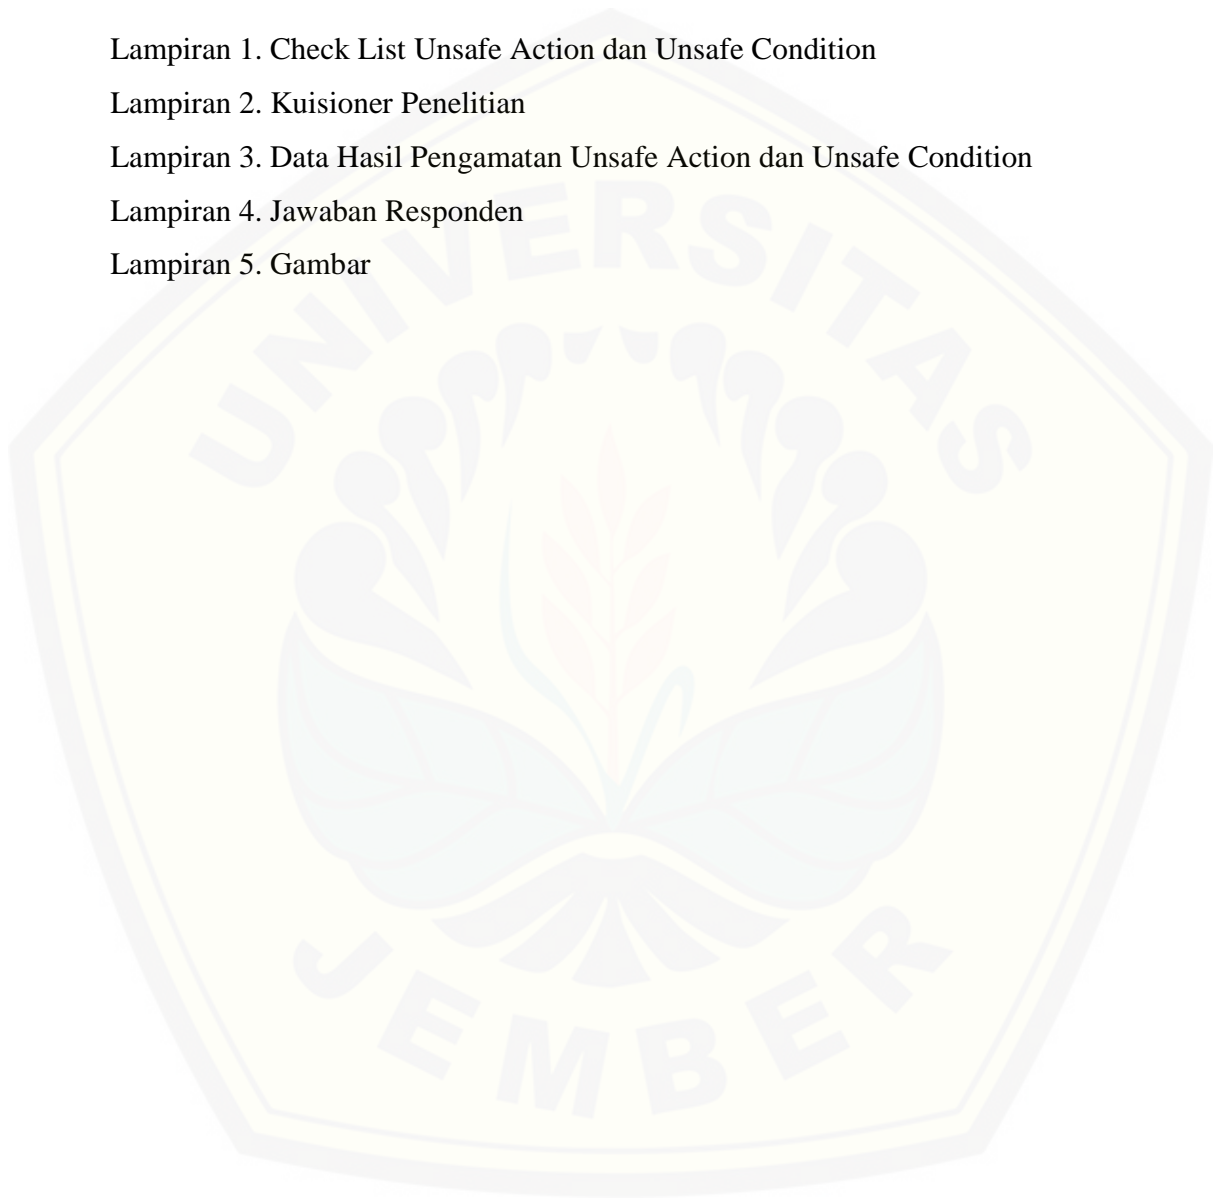 Lampiran 1. Check List Unsafe Action dan Unsafe Condition
Lampiran 2. Kuisioner Penelitian
Lampiran 3. Data Hasil Pengamatan Unsafe Action dan Unsafe Condition
Lampiran 4. Jawaban Responden
Lampiran 5. Gambar
UNIVERSITAS
JEMBER